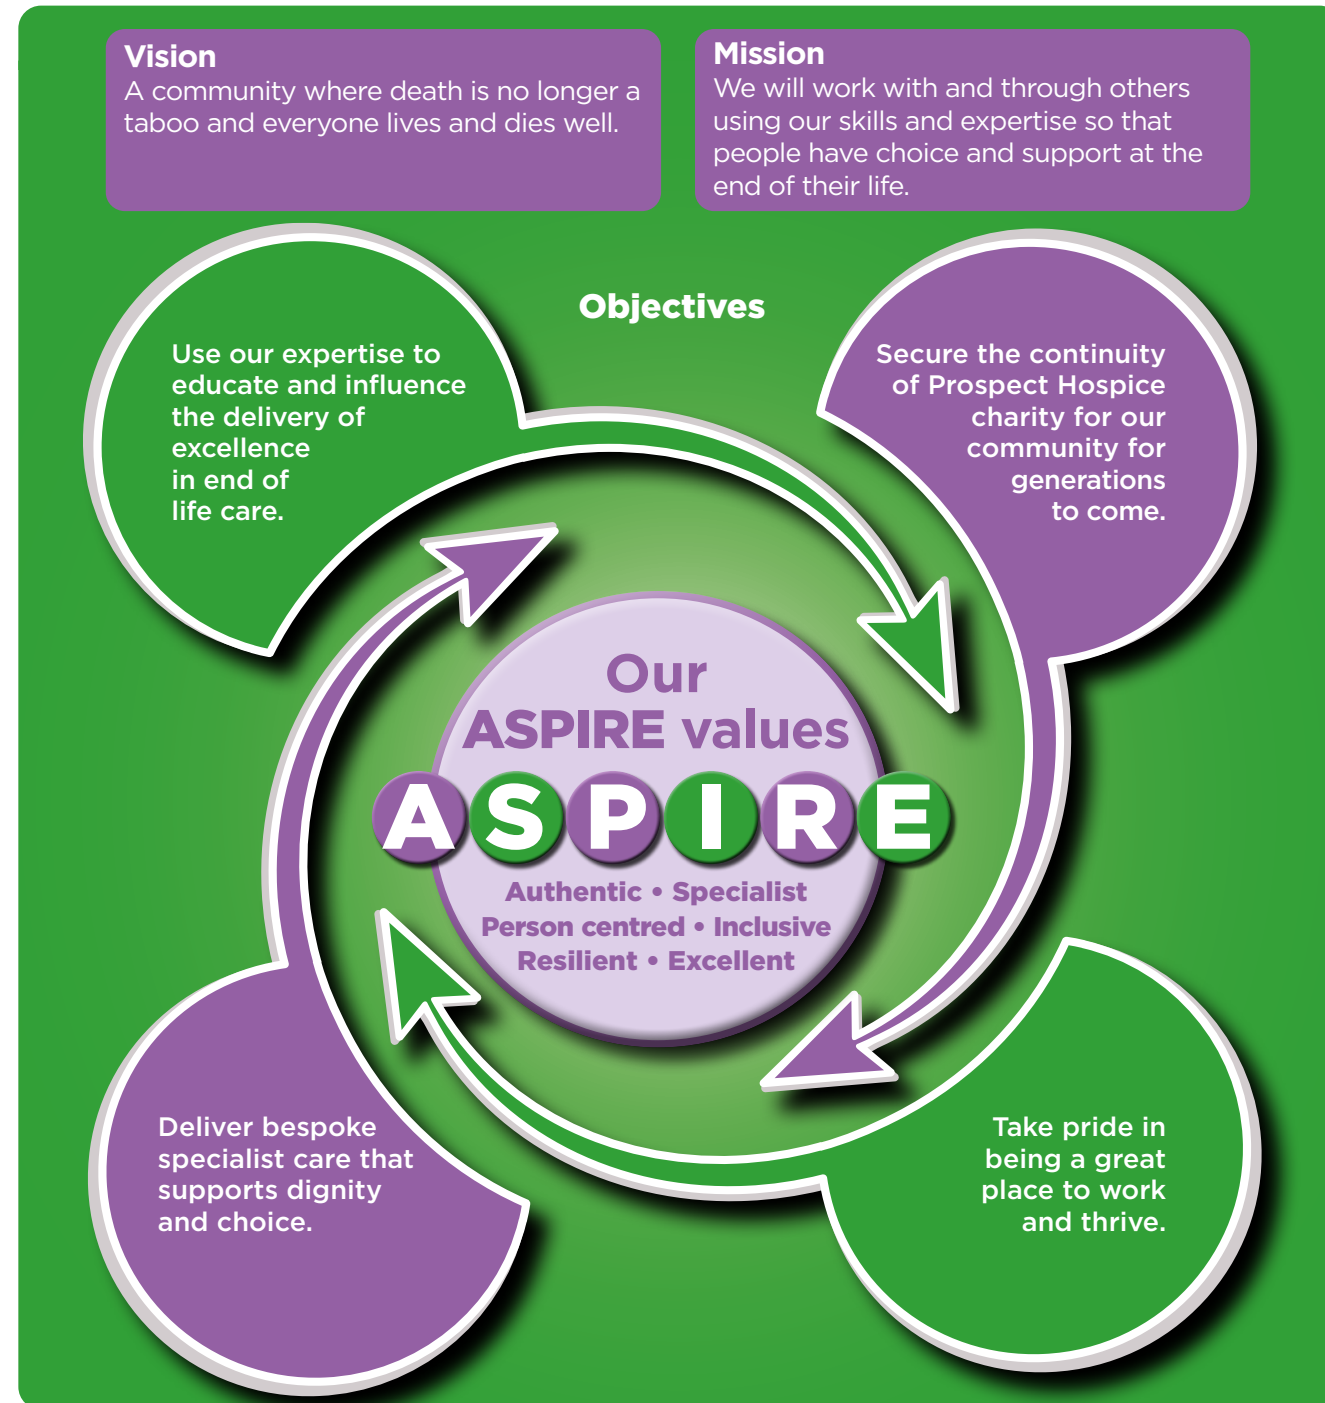 Vision
A community where death is no longer a
taboo and everyone lives and dies well.
Mission
We will work with and through others
using our skills and expertise so that
people have choice and support at the
end of their life.
Objectives
Use our expertise to
educate and influence
the delivery of
excellence
in end of
life care.
Secure the continuity
of Prospect Hospice
charity for our
community for
generations
to come.
Our
ASPIRE values
ASPIRE
Authentic • Specialist
Person centred • Inclusive
Resilient • Excellent
Deliver bespoke
specialist care that
supports dignity
and choice.
Take pride in
being a great
place to work
and thrive.